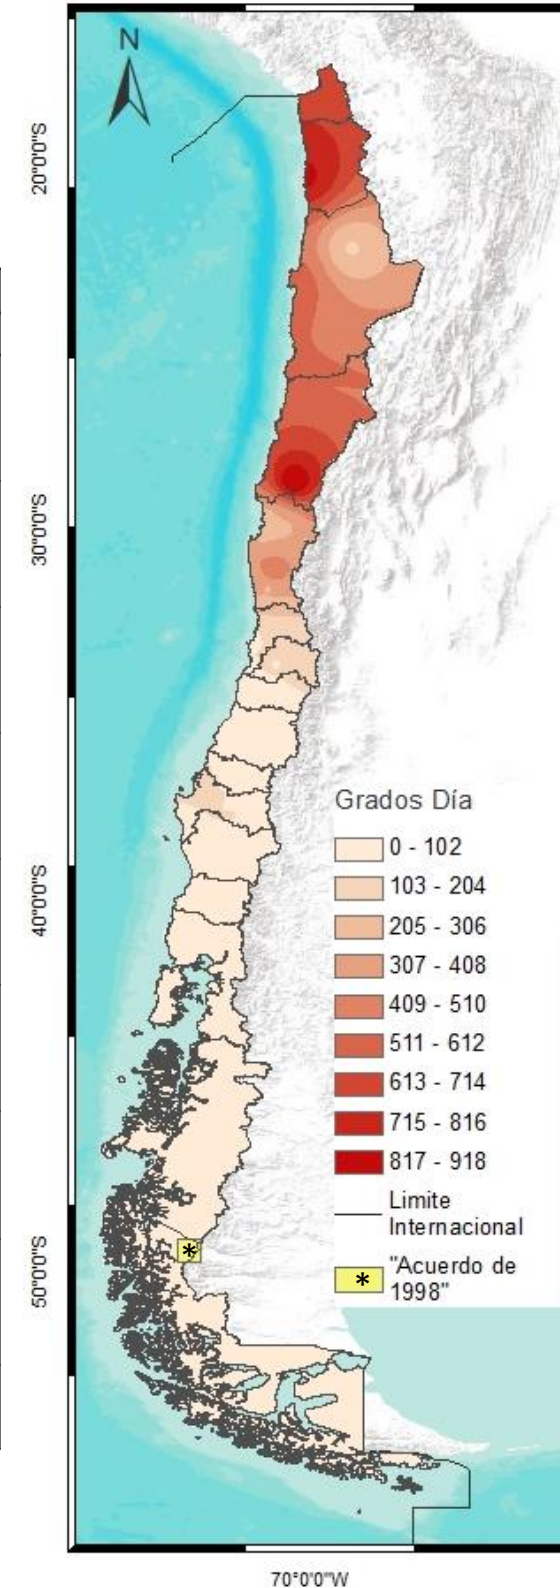 N
20°0'0"S
30°0'0"S
40°0'0"S
50°0'0"S
Grados Día
0 - 102
103 - 204
205 - 306
307 - 408
409 - 510
511 - 612
613 - 714
715 - 816
817 - 918
Limite
Internacional
*
"Acuerdo de
* 1998"
70°0'0"W